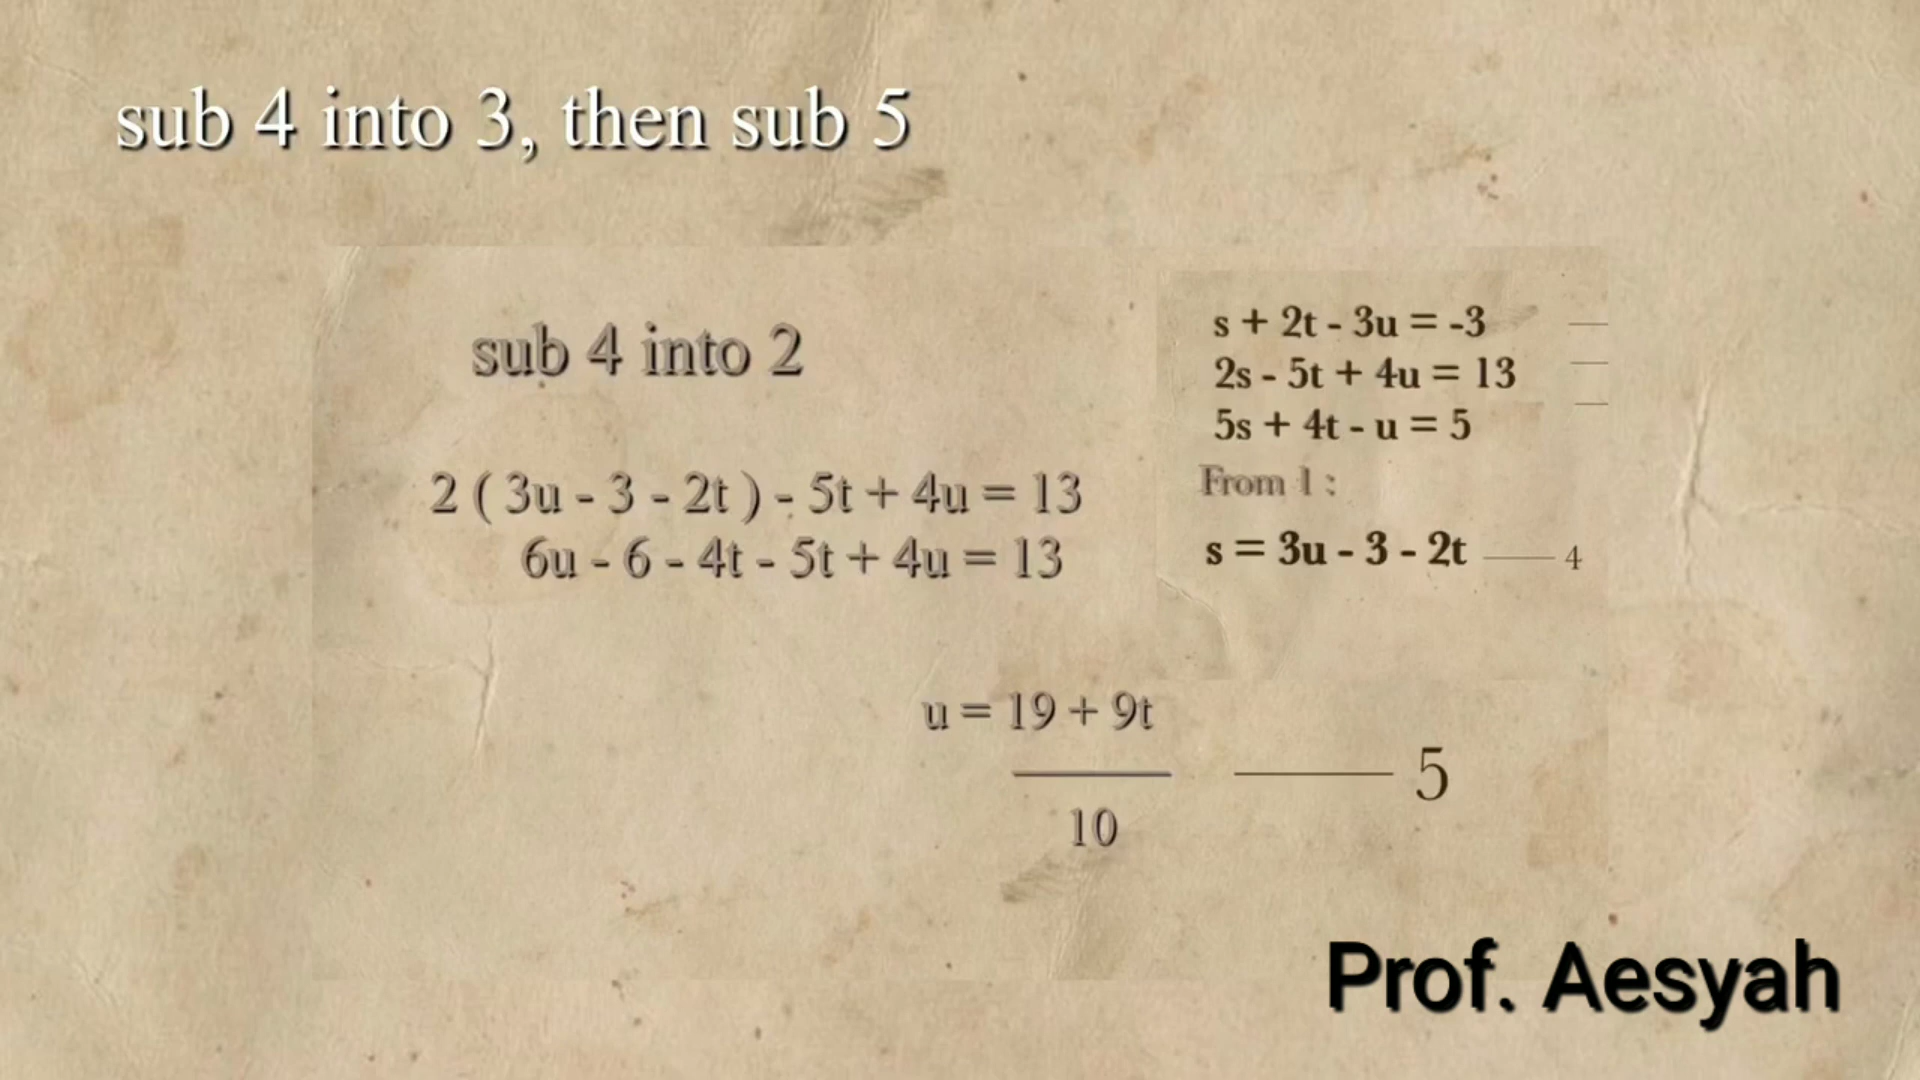 sub 4 into 3, then sub 5
sub 4 into 2
2 ( 3u - 3 - 2t ) - 5t + 4u = 13
6u - 6 - 4t - 5t + 4u = 13
s + 2t - 3u = -3
2s - 5t + 4u = 13
5s + 4t - u = 5
From 1 :
s = 3u - 3 - 2t —— 4
u = 19 + 9t
10
—— 5
Prof. Aesyah